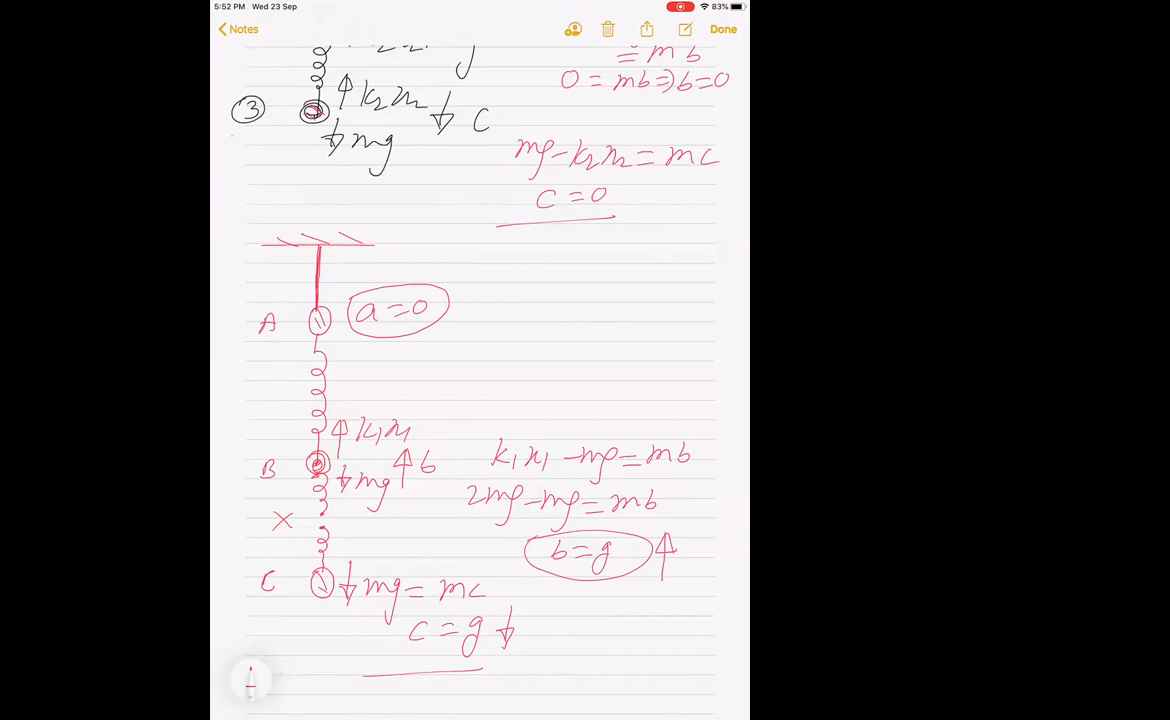 5:52 PM Wed 23 Sep
83%
Notes
Done
= mb
0 = mb ⇒ b = 0
③
↑ k₂x₂ ↓ c
↓ mg
mg - k₂x₂ = mc
c = 0
A
a = 0
↑ k₁x₁
B
↓ mg ↑ b
k₁x₁ - mg = mb
2mg - mg = mb
X
b = g ↑
C
↓ mg = mc
c = g ↓